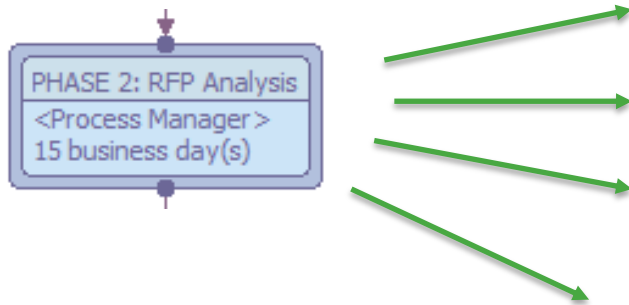 PHASE 2: RFP Analysis
<Process Manager>
15 business day(s)